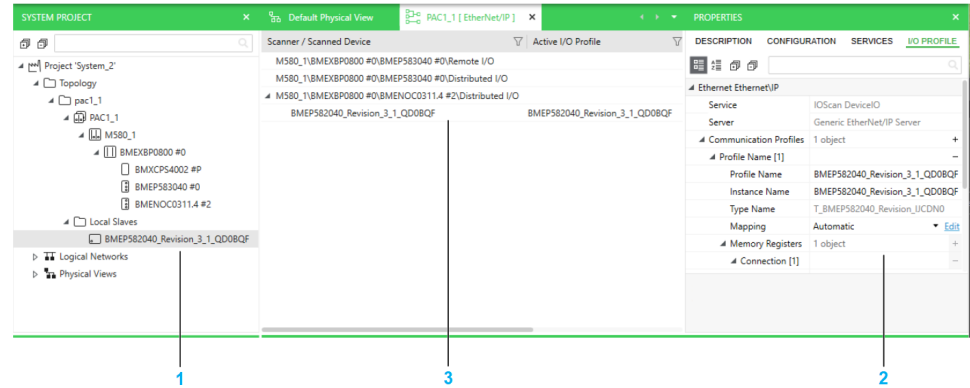 SYSTEM PROJECT
Project 'System_2'
Topology
pac1_1
PAC1_1
M580_1
BMEXBP0800 #0
BMXCPS4002 #P
BMEP583040 #0
BMENOC0311.4 #2
Local Slaves
BMEP582040_Revision_3_1_QD0BQF
Logical Networks
Physical Views
Default Physical View
PAC1_1 [ EtherNet/IP ]
Scanner / Scanned Device Active I/O Profile
M580_1\BMEXBP0800 #0\BMEP583040 #0\Remote I/O
M580_1\BMEXBP0800 #0\BMEP583040 #0\Distributed I/O
M580_1\BMEXBP0800 #0\BMENOC0311.4 #2\Distributed I/O
BMEP582040_Revision_3_1_QD0BQF BMEP582040_Revision_3_1_QD0BQF
PROPERTIES
DESCRIPTION CONFIGURATION SERVICES I/O PROFILE
Ethernet Ethernet\IP
Service IOScan DeviceIO
Server Generic EtherNet/IP Server
Communication Profiles 1 object +
Profile Name [1] −
Profile Name BMEP582040_Revision_3_1_QD0BQF
Instance Name BMEP582040_Revision_3_1_QD0BQF
Type Name T_BMEP582040_Revision_UCDN0
Mapping Automatic Edit
Memory Registers 1 object +
Connection [1] −
1
3
2